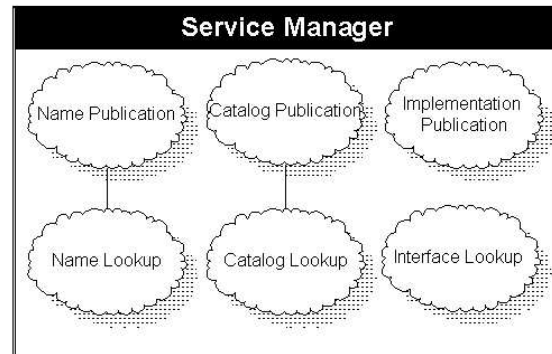 Service Manager
Name Publication
Catalog Publication
Implementation
Publication
Name Lookup
Catalog Lookup
Interface Lookup